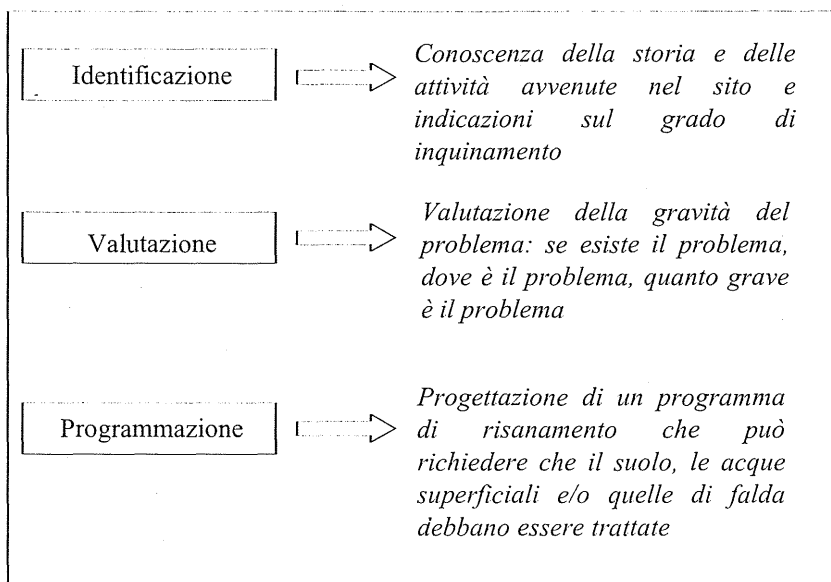 Identificazione
Conoscenza della storia e delle
attività avvenute nel sito e
indicazioni sul grado di
inquinamento
Valutazione
Valutazione della gravità del
problema: se esiste il problema,
dove è il problema, quanto grave
è il problema
Programmazione
Progettazione di un programma
di risanamento che può
richiedere che il suolo, le acque
superficiali e/o quelle di falda
debbano essere trattate